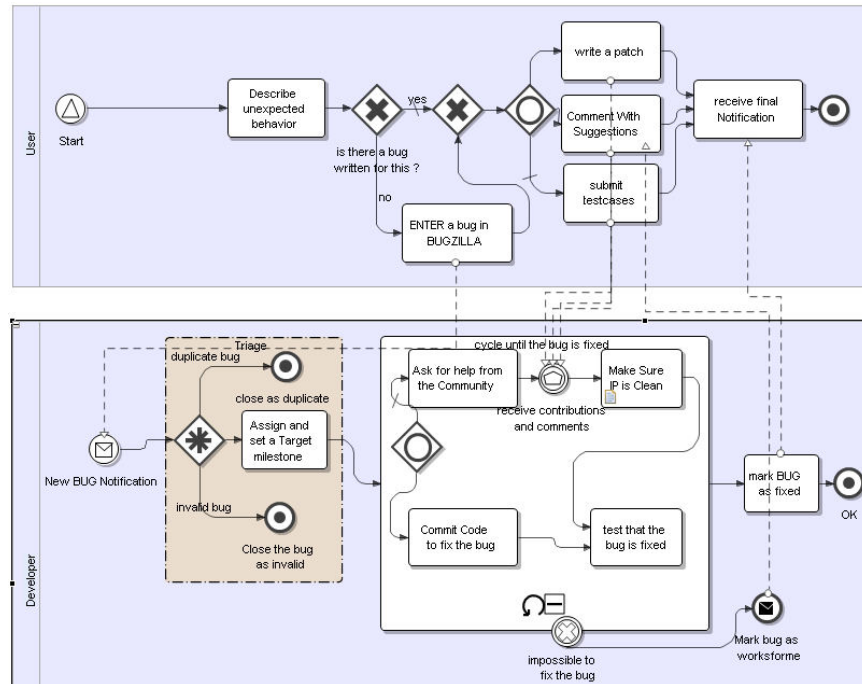 User
Start
Describe
unexpected
behavior
is there a bug
written for this ?
yes
no
ENTER a bug in
BUGZILLA
write a patch
Comment With
Suggestions
submit
testcases
receive final
Notification
Developer
New BUG Notification
Triage
duplicate bug
close as duplicate
Assign and
set a Target
milestone
invalid bug
Close the bug
as invalid
cycle until the bug is fixed
Ask for help from
the Community
receive contributions
and comments
Make Sure
IP is Clean
Commit Code
to fix the bug
test that the
bug is fixed
impossible to
fix the bug
mark BUG
as fixed
OK
Mark bug as
worksforme